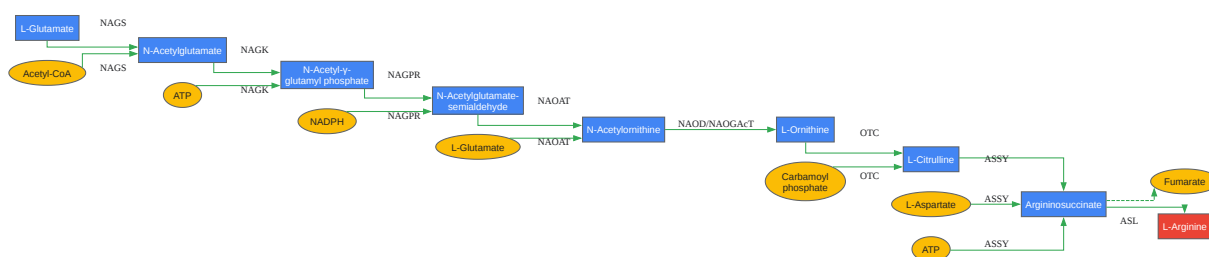 L-Glutamate
NAGS
Acetyl-CoA
NAGS
N-Acetylglutamate
NAGK
ATP
NAGK
N-Acetyl-γ-
glutamyl phosphate
NAGPR
NADPH
NAGPR
N-Acetylglutamate-
semialdehyde
NAOAT
L-Glutamate
NAOAT
N-Acetylornithine
NAOD/NAOGAcT
L-Ornithine
OTC
Carbamoyl
phosphate
OTC
L-Citrulline
ASSY
L-Aspartate
ASSY
ATP
ASSY
Argininosuccinate
Fumarate
ASL
L-Arginine